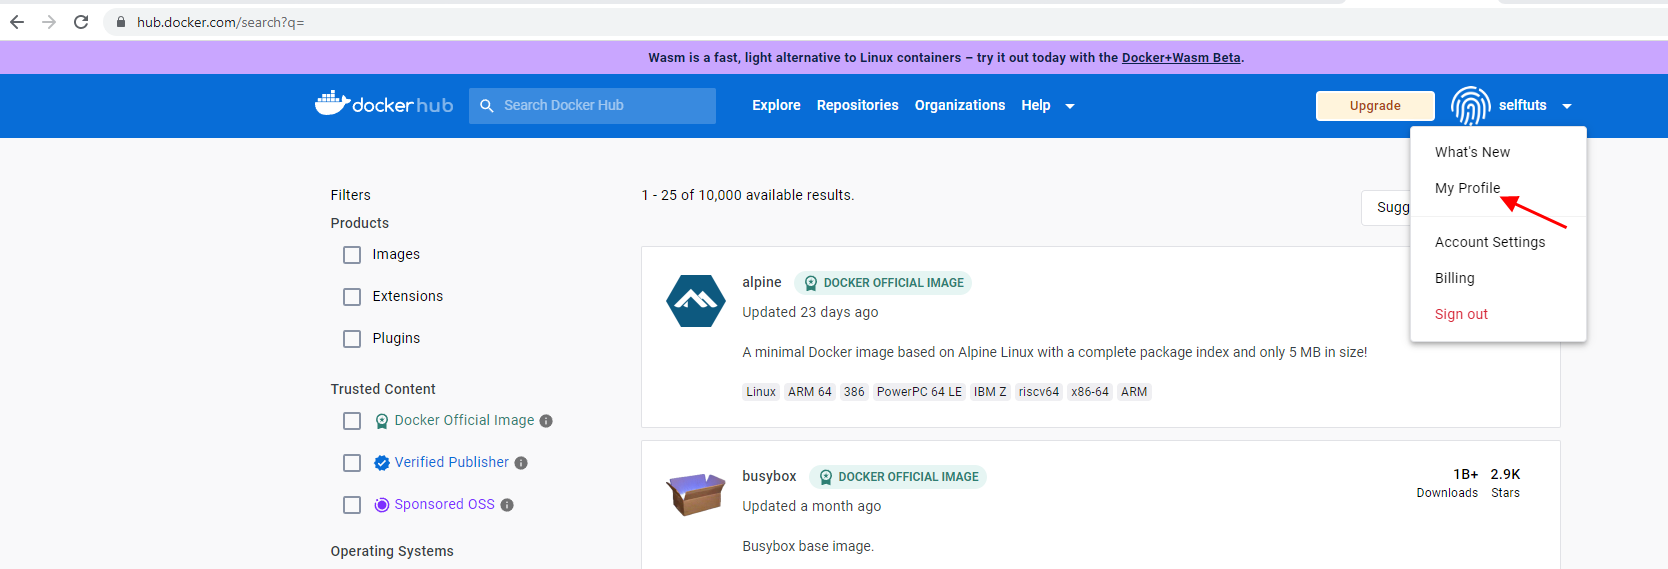 hub.docker.com/search?q=
Wasm is a fast, light alternative to Linux containers – try it out today with the Docker+Wasm Beta.
dockerhub
Search Docker Hub
Explore Repositories Organizations Help
Upgrade
selftuts
What's New
My Profile
Account Settings
Billing
Sign out
Filters
Products
Images
Extensions
Plugins
Trusted Content
Docker Official Image
Verified Publisher
Sponsored OSS
Operating Systems
1 - 25 of 10,000 available results.
Sugg
alpine DOCKER OFFICIAL IMAGE
Updated 23 days ago
A minimal Docker image based on Alpine Linux with a complete package index and only 5 MB in size!
Linux ARM 64 386 PowerPC 64 LE IBM Z riscv64 x86-64 ARM
busybox DOCKER OFFICIAL IMAGE
Updated a month ago
Busybox base image.
1B+ 2.9K
Downloads Stars